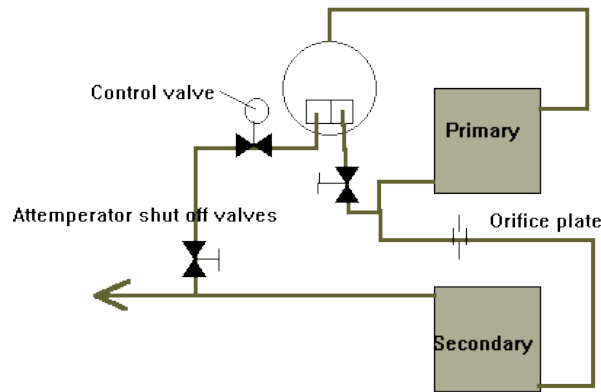 Control valve
Primary
Attemperator shut off valves
Orifice plate
Secondary